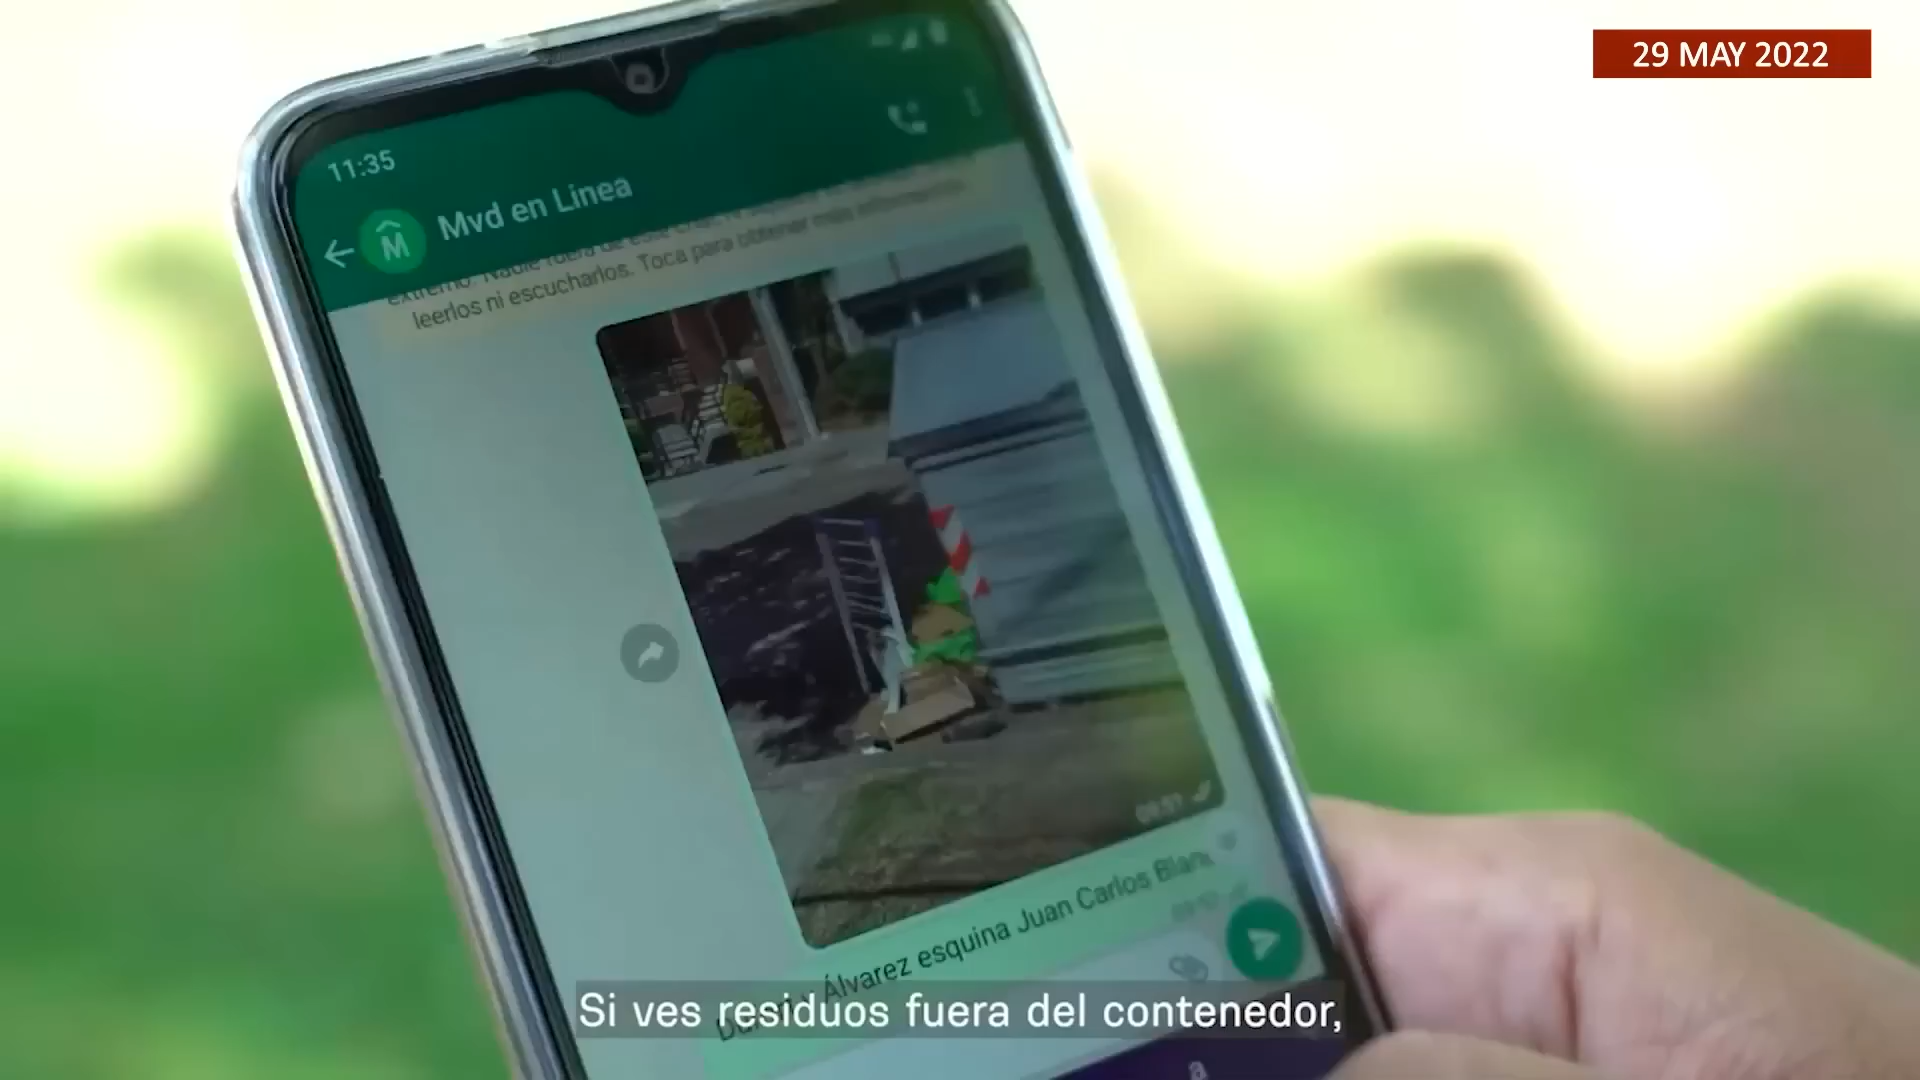 29 MAY 2022
11:35
M
Mvd en Linea
leerlos ni escucharlos. Toca para obtener más información
Álvarez esquina Juan Carlos
Si ves residuos fuera del contenedor,
a